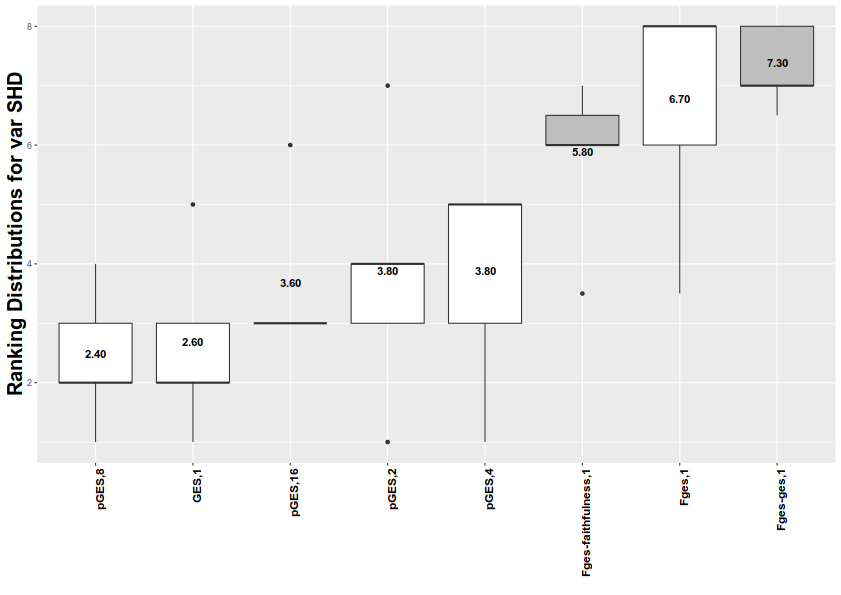 Ranking Distributions for var SHD
8
6
4
2
2.40
2.60
3.60
3.80
3.80
5.80
6.70
7.30
pGES,8
GES,1
pGES,16
pGES,2
pGES,4
Fges-faithfulness,1
Fges,1
Fges-ges,1